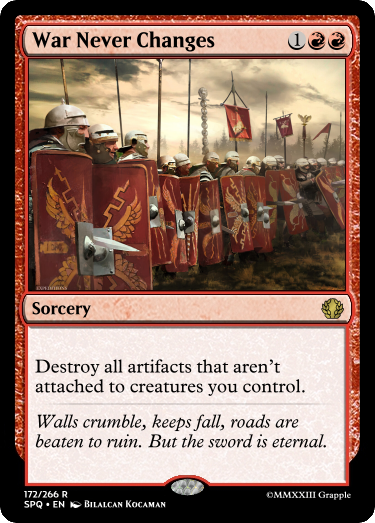 War Never Changes 1
Sorcery
Destroy all artifacts that aren't
attached to creatures you control.
Walls crumble, keeps fall, roads are
beaten to ruin. But the sword is eternal.
172/266 R
©MMXXIII Grapple
SPQ • EN Bilalcan Kocaman